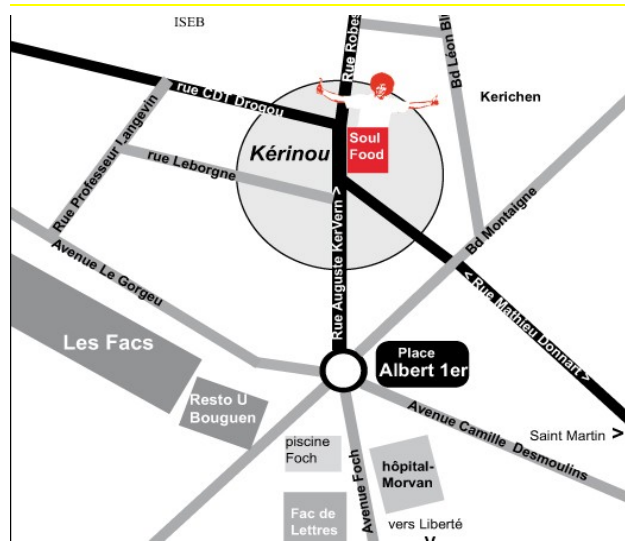 ISEB
Rue Robes
Bd Léon Bl
Kerichen
rue CDT Drogou
Rue Professeur Langevin
rue Leborgne
Kérinou
Soul
Food
Bd Montaigne
Avenue Le Gorgeu
Rue Auguste KerVern >
< Rue Mathieu Donnart >
Les Facs
Place
Albert 1er
Resto U
Bouguen
Avenue Camille Desmoulins
Saint Martin >
piscine
Foch
Avenue Foch
hôpital-
Morvan
Fac de
Lettres
vers Liberté